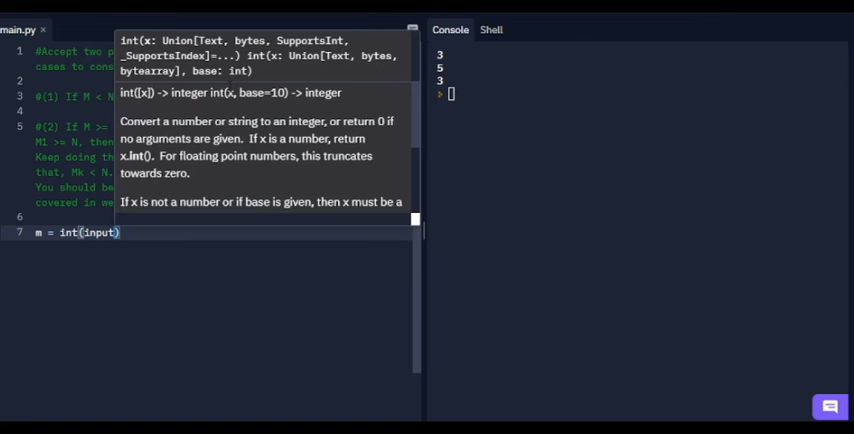 main.py ×
Console Shell
1 #Accept two p
cases to cons
2
3 #(1) If M < N
4
5 #(2) If M >= N
M1 >= N, then
Keep doing th
that, Mk < N.
You should be
covered in we
6
7 m = int(input)
int(x: Union[Text, bytes, SupportsInt,
_SupportsIndex]=...) int(x: Union[Text, bytes,
bytearray], base: int)
int([x]) -> integer int(x, base=10) -> integer
Convert a number or string to an integer, or return 0 if
no arguments are given. If x is a number, return
x.int(). For floating point numbers, this truncates
towards zero.
If x is not a number or if base is given, then x must be a
3
5
3